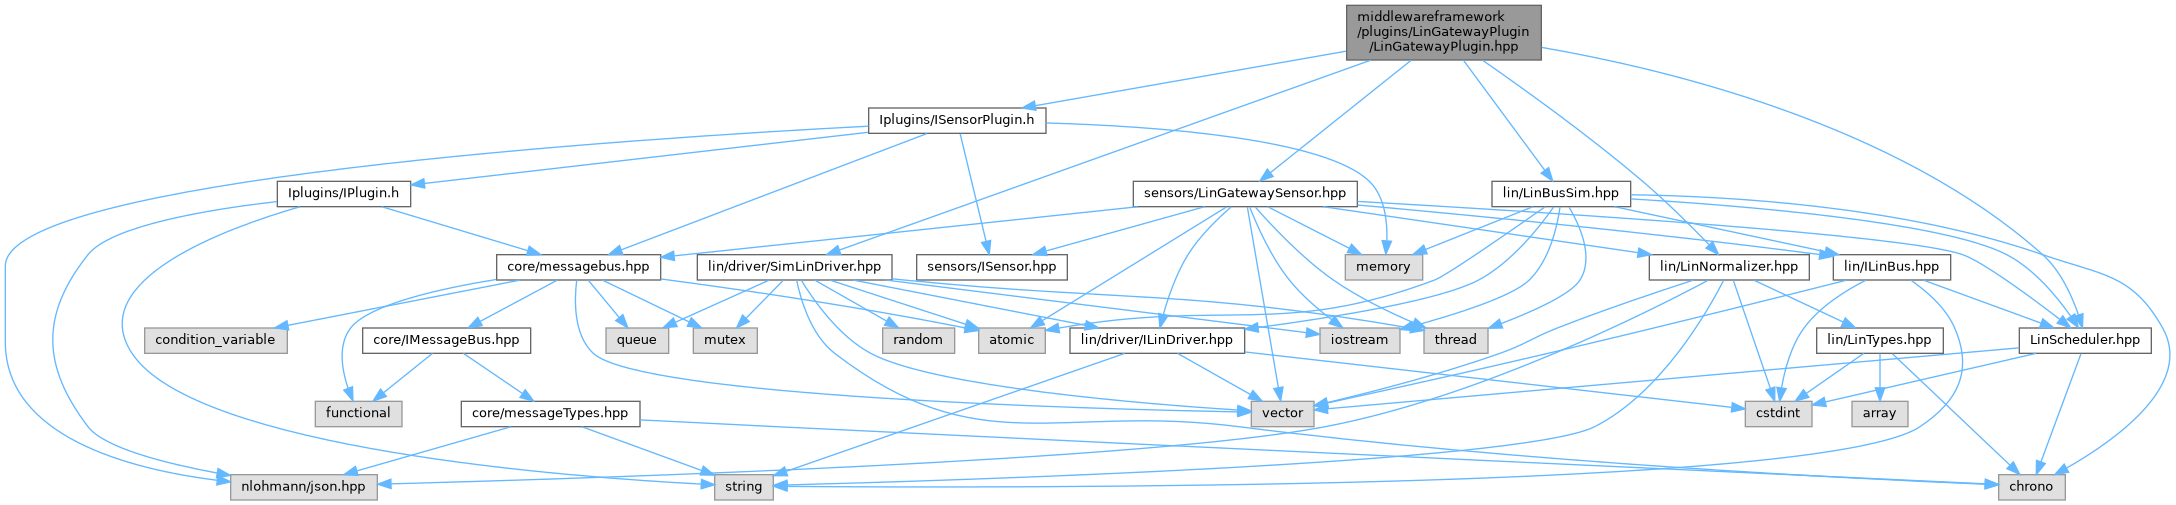 middlewareframework
/plugins/LinGatewayPlugin
/LinGatewayPlugin.hpp
Iplugins/ISensorPlugin.h
Iplugins/IPlugin.h
sensors/LinGatewaySensor.hpp
lin/LinBusSim.hpp
core/messagebus.hpp
lin/driver/SimLinDriver.hpp
sensors/ISensor.hpp
memory
lin/LinNormalizer.hpp
lin/ILinBus.hpp
condition_variable
core/IMessageBus.hpp
queue
mutex
random
atomic
lin/driver/ILinDriver.hpp
iostream
thread
lin/LinTypes.hpp
LinScheduler.hpp
functional
core/messageTypes.hpp
vector
cstdint
array
nlohmann/json.hpp
string
chrono